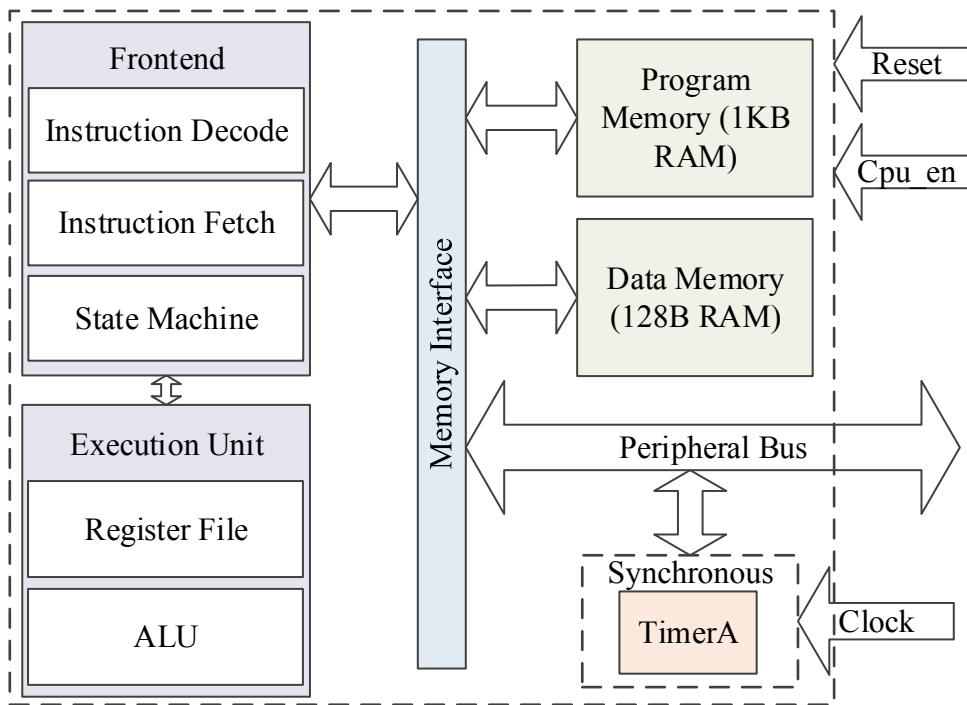 Frontend
Instruction Decode
Instruction Fetch
State Machine
Execution Unit
Register File
ALU
Memory Interface
Program
Memory (1KB
RAM)
Data Memory
(128B RAM)
Peripheral Bus
Synchronous
TimerA
Reset
Cpu_en
Clock